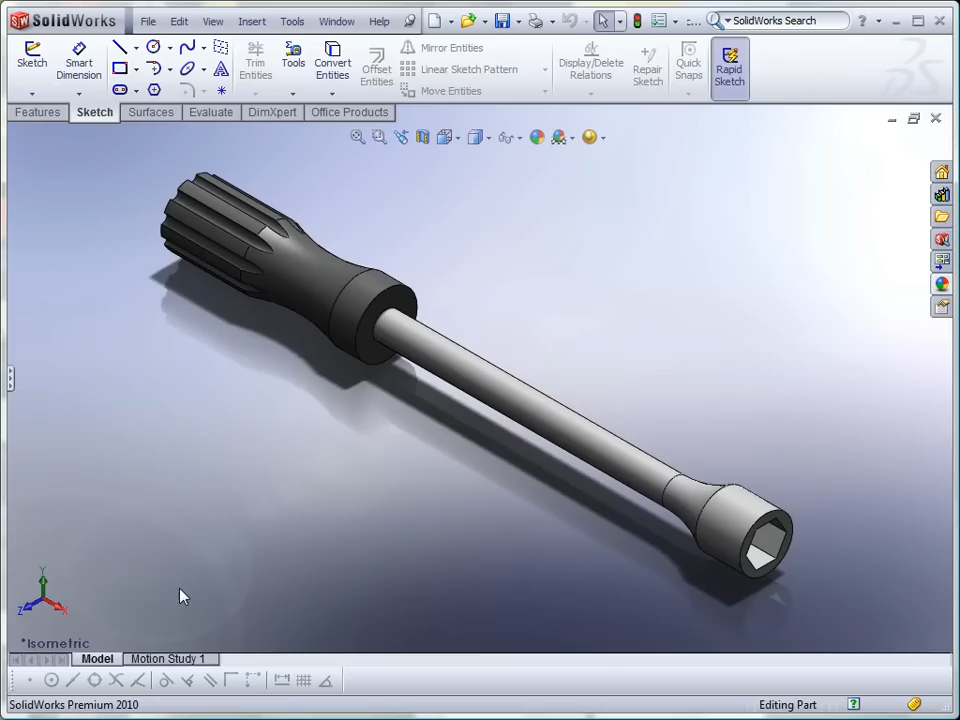 SolidWorks File Edit View Insert Tools Window Help SolidWorks Search
Sketch Smart Dimension Trim Entities Tools Convert Entities Offset Entities Mirror Entities Linear Sketch Pattern Move Entities Display/Delete Relations Repair Sketch Quick Snaps Rapid Sketch
Features Sketch Surfaces Evaluate DimXpert Office Products
Y
Z X
*Isometric
Model Motion Study 1
SolidWorks Premium 2010 Editing Part